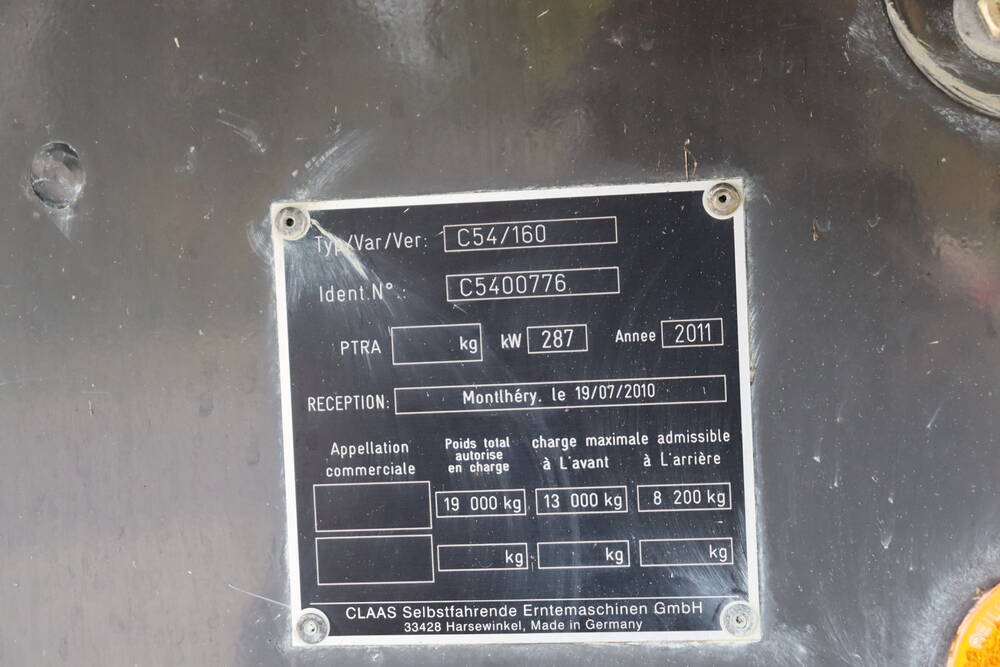 Typ/Var/Ver: C54/160
Ident.N°.: C5400776
PTRA kg kW 287 Annee 2011
RECEPTION: Montlhéry. le 19/07/2010
Appellation commerciale
Poids total autorise en charge
charge maximale admissible
à L'avant à L'arrière
19 000 kg 13 000 kg 8 200 kg
kg kg kg
CLAAS Selbstfahrende Erntemaschinen GmbH
33428 Harsewinkel, Made in Germany